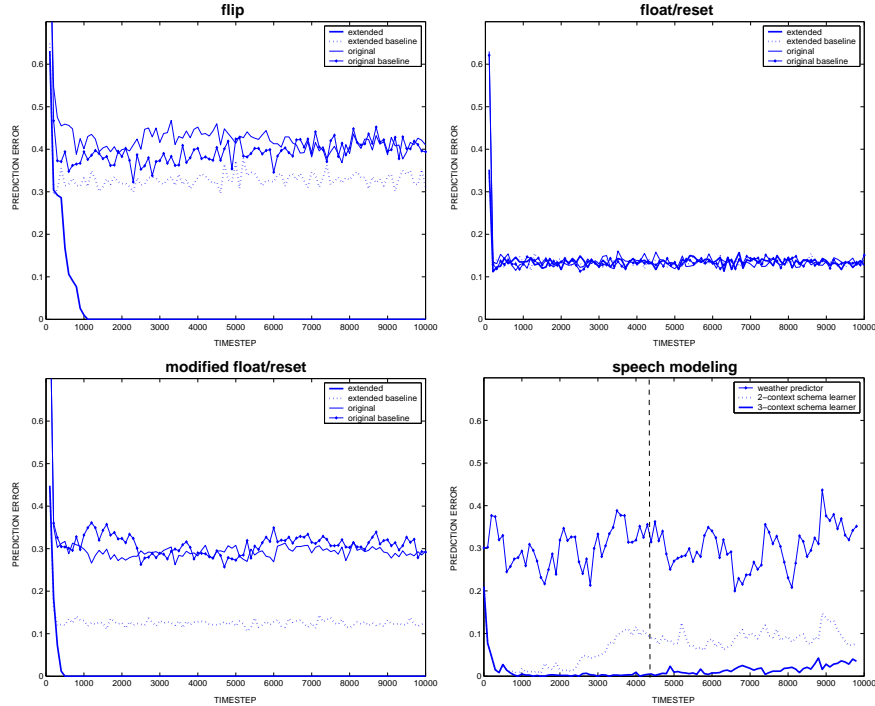 flip
extended
extended baseline
original
original baseline
PREDICTION ERROR
0.6
0.5
0.4
0.3
0.2
0.1
0
0 1000 2000 3000 4000 5000 6000 7000 8000 9000 10000
TIMESTEP
float/reset
extended
extended baseline
original
original baseline
PREDICTION ERROR
0.6
0.5
0.4
0.3
0.2
0.1
0
0 1000 2000 3000 4000 5000 6000 7000 8000 9000 10000
TIMESTEP
modified float/reset
extended
extended baseline
original
original baseline
PREDICTION ERROR
0.6
0.5
0.4
0.3
0.2
0.1
0
0 1000 2000 3000 4000 5000 6000 7000 8000 9000 10000
TIMESTEP
speech modeling
weather predictor
2−context schema learner
3−context schema learner
PREDICTION ERROR
0.6
0.5
0.4
0.3
0.2
0.1
0
0 1000 2000 3000 4000 5000 6000 7000 8000 9000 10000
TIMESTEP